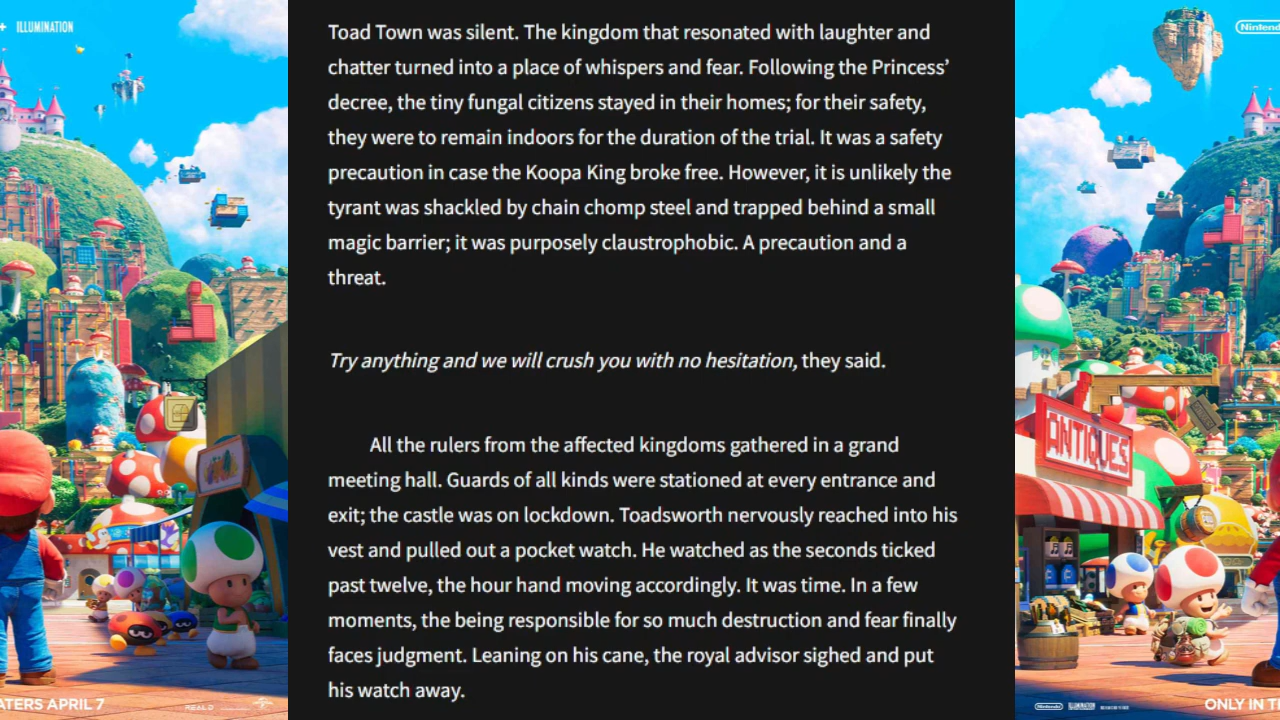 ILLUMINATION
Nintend
Toad Town was silent. The kingdom that resonated with laughter and
chatter turned into a place of whispers and fear. Following the Princess’
decree, the tiny fungal citizens stayed in their homes; for their safety,
they were to remain indoors for the duration of the trial. It was a safety
precaution in case the Koopa King broke free. However, it is unlikely the
tyrant was shackled by chain chomp steel and trapped behind a small
magic barrier; it was purposely claustrophobic. A precaution and a
threat.
Try anything and we will crush you with no hesitation, they said.
All the rulers from the affected kingdoms gathered in a grand
meeting hall. Guards of all kinds were stationed at every entrance and
exit; the castle was on lockdown. Toadsworth nervously reached into his
vest and pulled out a pocket watch. He watched as the seconds ticked
past twelve, the hour hand moving accordingly. It was time. In a few
moments, the being responsible for so much destruction and fear finally
faces judgment. Leaning on his cane, the royal advisor sighed and put
his watch away.
ANTIQUES
ATERS APRIL 7
REALD
Nintendo
ILLUMINATION
ONLY IN T